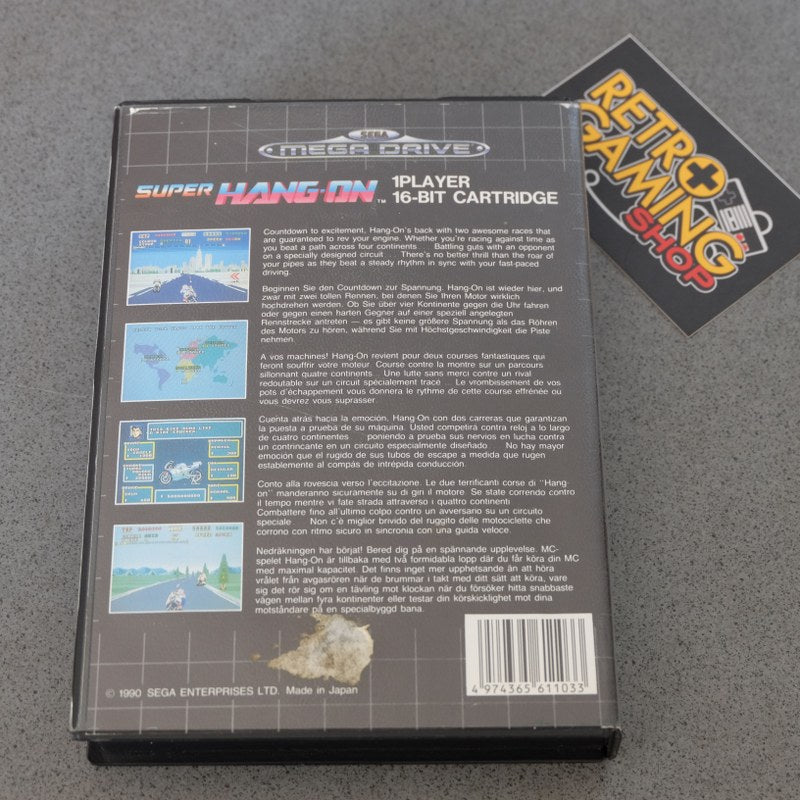 SEGA
MEGA DRIVE
SUPER HANG-ON™
1PLAYER
16-BIT CARTRIDGE
Countdown to excitement, Hang-On's back with two awesome races that
are guaranteed to rev your engine. Whether you're racing against time as
you beat a path across four continents . . . Battling guts with an opponent
on a specially designed circuit . . . There's no better thrill than the roar of
your pipes as they beat a steady rhythm in sync with your fast-paced
driving.
Beginnen Sie den Countdown zur Spannung. Hang-On ist wieder hier, und
zwar mit zwei tollen Rennen, bei denen Sie Ihren Motor wirklich
hochdrehen werden. Ob Sie über vier Kontinente gegen die Uhr fahren
oder gegen einen harten Gegner auf einer speziell angelegten
Rennstrecke antreten — es gibt keine größere Spannung als das Röhren
des Motors zu hören, während Sie mit Höchstgeschwindigkeit die Piste
nehmen.
A vos machines! Hang-On revient pour deux courses fantastiques qui
feront souffrir votre moteur. Course contre la montre sur un parcours
sillonnant quatre continents . . . Une lutte sans merci contre un rival
redoutable sur un circuit spécialement tracé . . . Le vrombissement de vos
pots d'échappement vous donnera le rythme de cette course effrénée ou
vous devrez vous surpasser.
Cuenta atrás hacia la emoción. Hang-On con dos carreras que garantizan
la puesta a prueba de su máquina. Usted competirá contra reloj a lo largo
de cuatro continentes . . . poniendo a prueba sus nervios en lucha contra
un contrincante en un circuito especialmente diseñado . . . No hay mayor
emoción que el rugido de sus tubos de escape a medida que rugen
establemente al compás de intrépida conducción.
Conto alla rovescia verso l'eccitazione. Le due terrificanti corse di "Hang-
on" manderanno sicuramente su di giri il motore. Se state correndo contro
il tempo mentre vi fate strada attraverso i quattro continenti . . .
Combattere fino all'ultimo colpo contro un avversario su un circuito
speciale . . . Non c'è miglior brivido del ruggito delle motociclette che
corrono con ritmo sicuro in sincronia con una guida veloce.
Nedräkningen har börjat! Bered dig på en spännande upplevelse. MC-
spelet Hang-On är tillbaka med två formidabla lopp där du får köra din MC
med maximal kapacitet. Det finns inget mer upphetsande än att höra
vrålet från avgasrören när de brummar i takt med ditt sätt att köra, vare
sig det rör sig om en tävling mot klockan när du försöker hitta snabbaste
vägen mellan fyra kontinenter eller testar din körskicklighet mot dina
motståndare på en specialbyggd bana.
4 974365 611033
© 1990 SEGA ENTERPRISES LTD. Made in Japan
RETRO
GAMING
SHOP